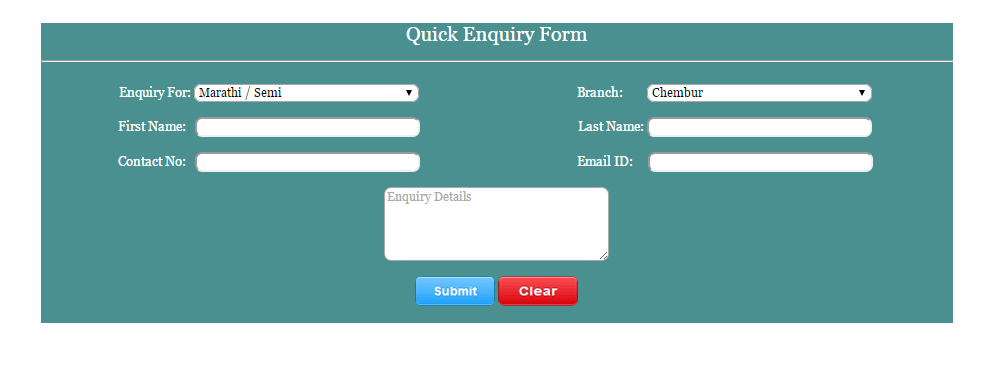 Quick Enquiry Form
Enquiry For: Marathi / Semi Branch: Chembur
First Name: Last Name:
Contact No: Email ID:
Enquiry Details
Submit Clear